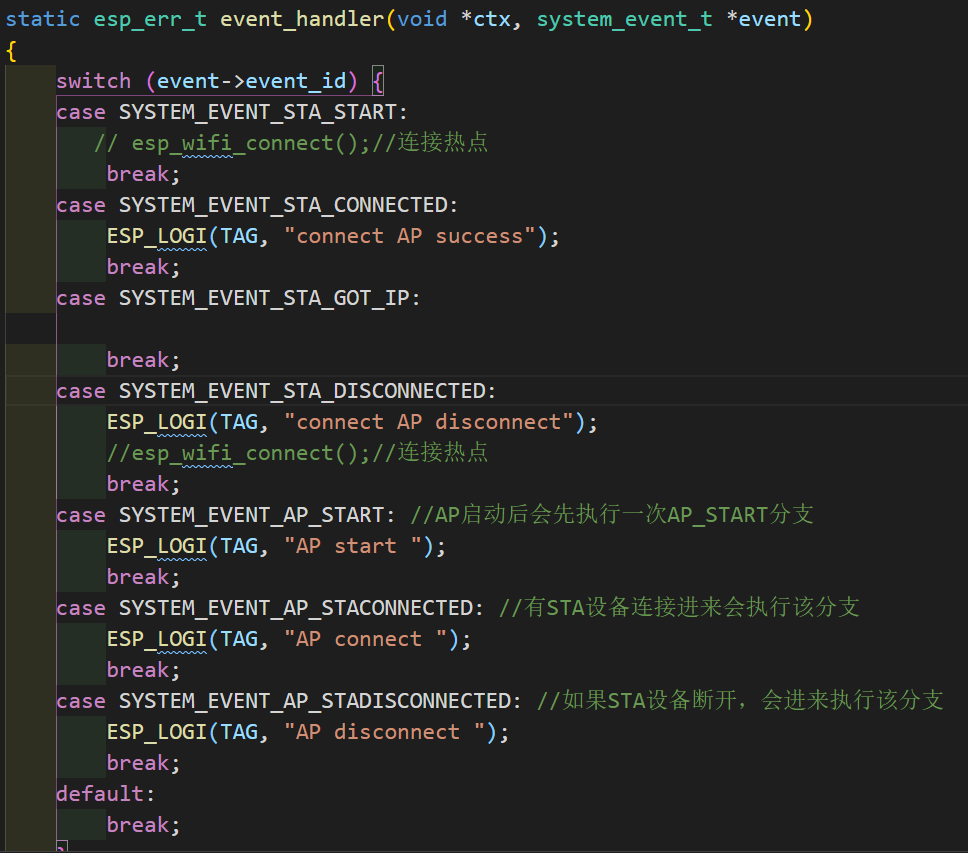 static esp_err_t event_handler(void *ctx, system_event_t *event)
{
    switch (event->event_id) {
    case SYSTEM_EVENT_STA_START:
       // esp_wifi_connect();//连接热点
        break;
    case SYSTEM_EVENT_STA_CONNECTED:
        ESP_LOGI(TAG, "connect AP success");
        break;
    case SYSTEM_EVENT_STA_GOT_IP:

        break;
    case SYSTEM_EVENT_STA_DISCONNECTED:
        ESP_LOGI(TAG, "connect AP disconnect");
        //esp_wifi_connect();//连接热点
        break;
    case SYSTEM_EVENT_AP_START: //AP启动后会先执行一次AP_START分支
        ESP_LOGI(TAG, "AP start ");
        break;
    case SYSTEM_EVENT_AP_STACONNECTED: //有STA设备连接进来会执行该分支
        ESP_LOGI(TAG, "AP connect ");
        break;
    case SYSTEM_EVENT_AP_STADISCONNECTED: //如果STA设备断开，会进来执行该分支
        ESP_LOGI(TAG, "AP disconnect ");
        break;
    default:
        break;
    }